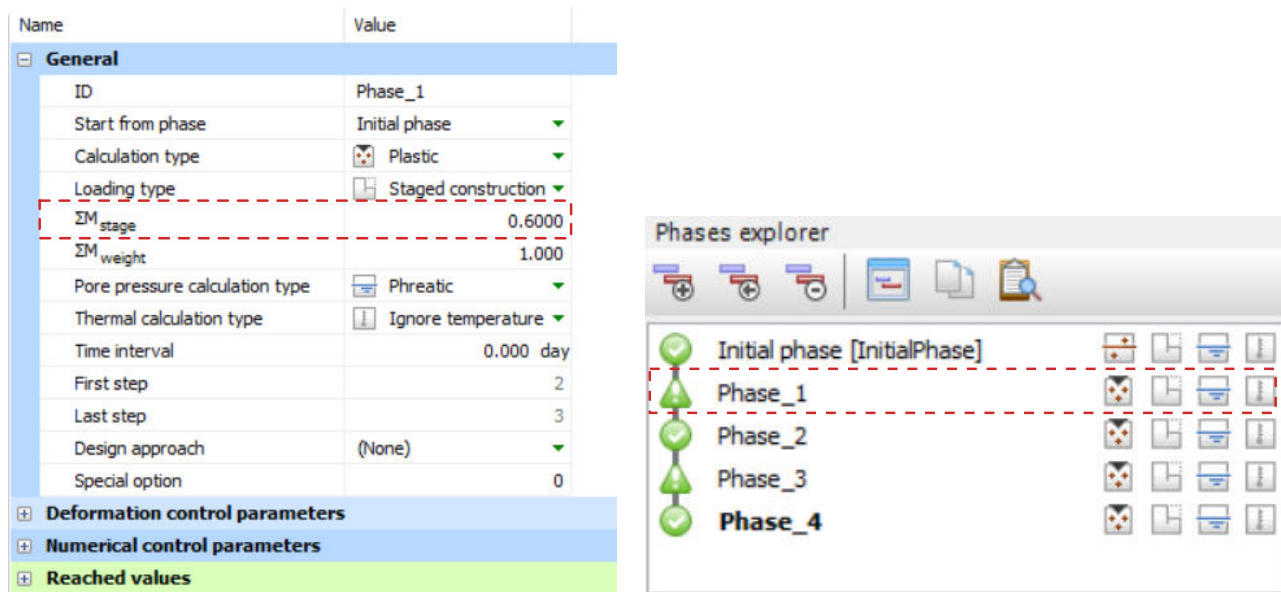 Name Value
General
ID Phase_1
Start from phase Initial phase
Calculation type Plastic
Loading type Staged construction
ΣMstage 0.6000
ΣMweight 1.000
Pore pressure calculation type Phreatic
Thermal calculation type Ignore temperature
Time interval 0.000 day
First step 2
Last step 3
Design approach (None)
Special option 0
Deformation control parameters
Numerical control parameters
Reached values
Phases explorer
Initial phase [InitialPhase]
Phase_1
Phase_2
Phase_3
Phase_4